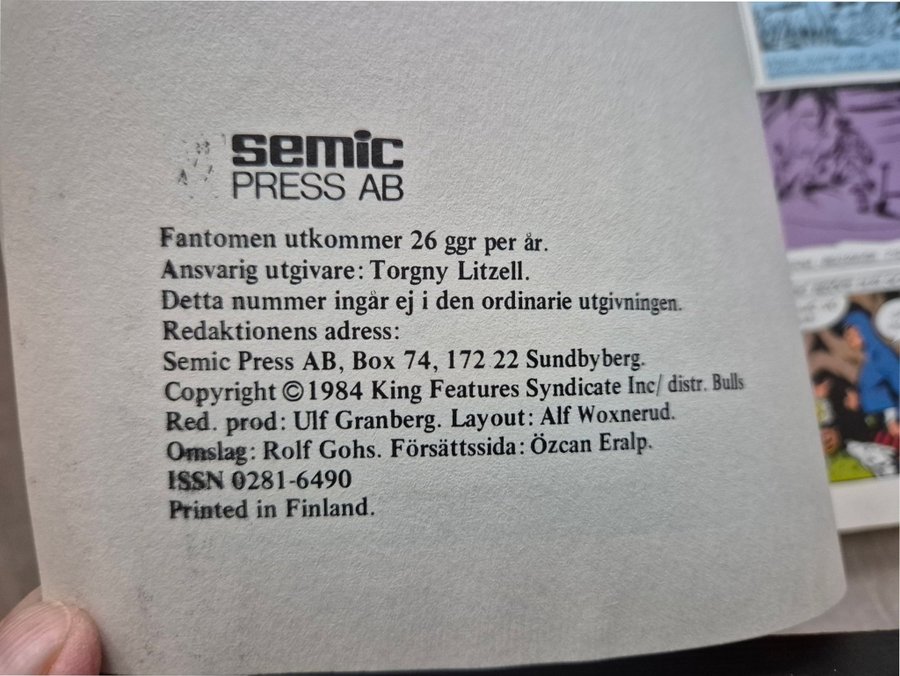 semic
PRESS AB
Fantomen utkommer 26 ggr per år.
Ansvarig utgivare: Torgny Litzell.
Detta nummer ingår ej i den ordinarie utgivningen.
Redaktionens adress:
Semic Press AB, Box 74, 172 22 Sundbyberg.
Copyright ©1984 King Features Syndicate Inc/ distr. Bulls
Red. prod: Ulf Granberg. Layout: Alf Woxnerud.
Omslag: Rolf Gohs. Försättssida: Özcan Eralp.
ISSN 0281-6490
Printed in Finland.